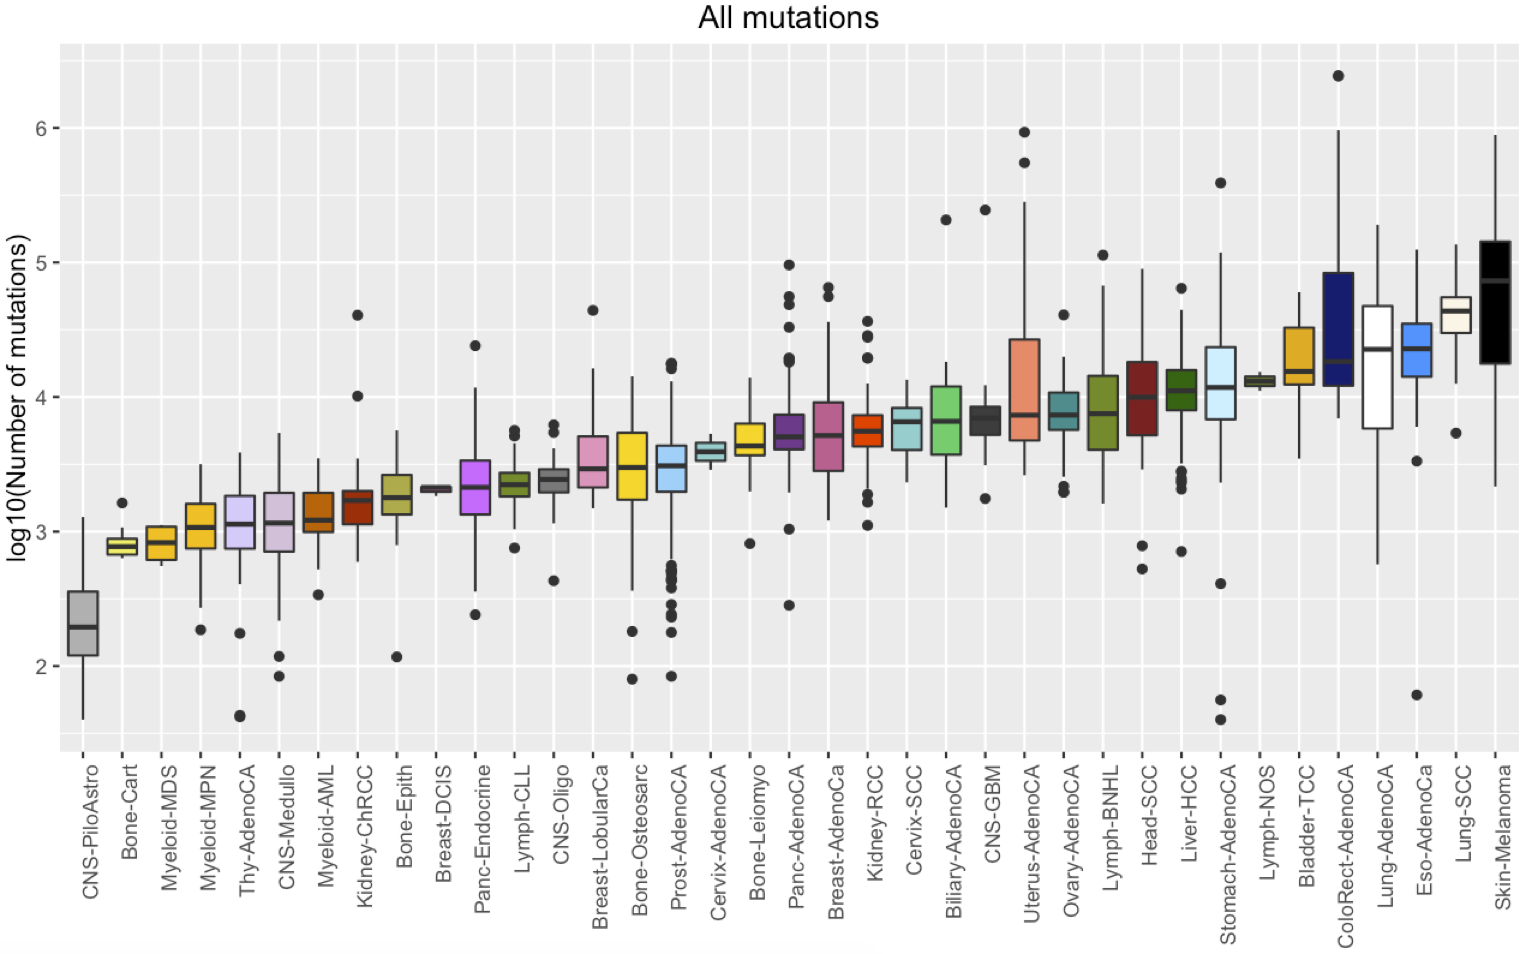 All mutations
log10(Number of mutations)
6
5
4
3
2
CNS-PiloAstro
Bone-Cart
Myeloid-MDS
Myeloid-MPN
Thy-AdenoCA
CNS-Medullo
Myeloid-AML
Kidney-ChRCC
Bone-Epith
Breast-DCIS
Panc-Endocrine
Lymph-CLL
CNS-Oligo
Breast-LobularCa
Bone-Osteosarc
Prost-AdenoCA
Cervix-AdenoCA
Bone-Leiomyo
Panc-AdenoCA
Breast-AdenoCa
Kidney-RCC
Cervix-SCC
Biliary-AdenoCA
CNS-GBM
Uterus-AdenoCA
Ovary-AdenoCA
Lymph-BNHL
Head-SCC
Liver-HCC
Stomach-AdenoCA
Lymph-NOS
Bladder-TCC
ColoRect-AdenoCA
Lung-AdenoCA
Eso-AdenoCa
Lung-SCC
Skin-Melanoma